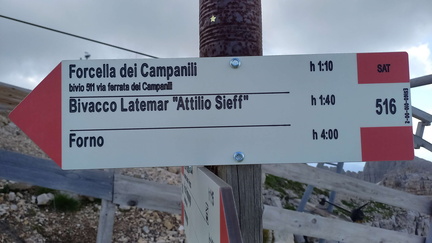 Forcella dei Campanili h 1:10
bivio 511 via ferrata dei Campanili
Bivacco Latemar "Attilio Sieff" h 1:40
Forno h 4:00
SAT
516